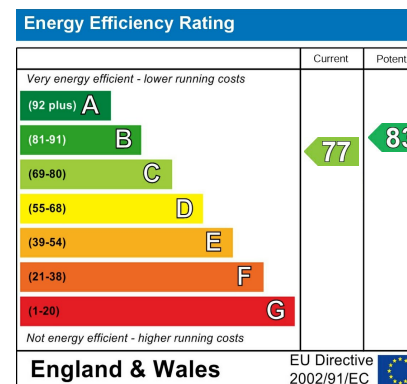 Energy Efficiency Rating
Current
Potent
Very energy efficient - lower running costs
(92 plus) A
(81-91) B
(69-80) C
(55-68) D
(39-54) E
(21-38) F
(1-20) G
77
83
Not energy efficient - higher running costs
England & Wales
EU Directive
2002/91/EC